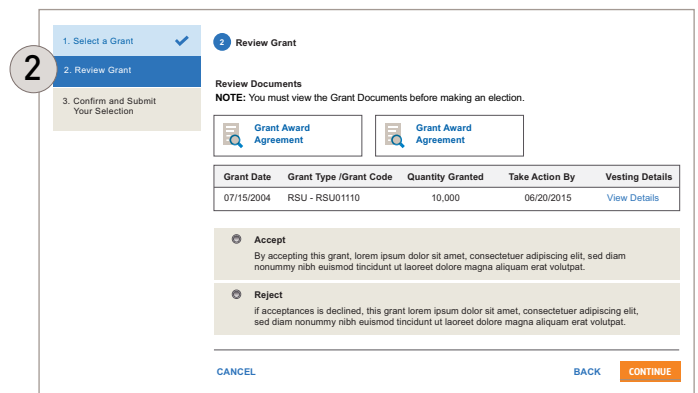 2
1. Select a Grant
2. Review Grant
3. Confirm and Submit
Your Selection
2 Review Grant
Review Documents
NOTE: You must view the Grant Documents before making an election.
Grant Award
Agreement
Grant Award
Agreement
Grant Date Grant Type /Grant Code Quantity Granted Take Action By Vesting Details
07/15/2004 RSU - RSU01110 10,000 06/20/2015 View Details
Accept
By accepting this grant, lorem ipsum dolor sit amet, consectetuer adipiscing elit, sed diam
nonummy nibh euismod tincidunt ut laoreet dolore magna aliquam erat volutpat.
Reject
if acceptances is declined, this grant lorem ipsum dolor sit amet, consectetuer adipiscing elit,
sed diam nonummy nibh euismod tincidunt ut laoreet dolore magna aliquam erat volutpat.
CANCEL BACK CONTINUE